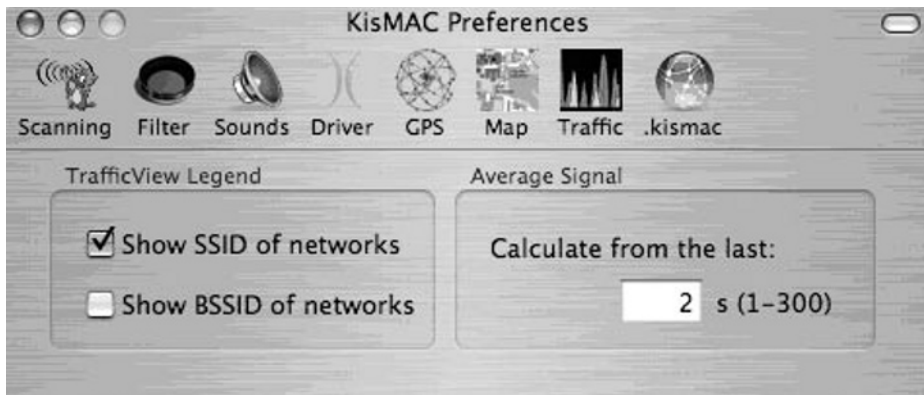 KisMAC Preferences
Scanning Filter Sounds Driver GPS Map Traffic .kismac
TrafficView Legend
Show SSID of networks
Show BSSID of networks
Average Signal
Calculate from the last:
2 s (1-300)